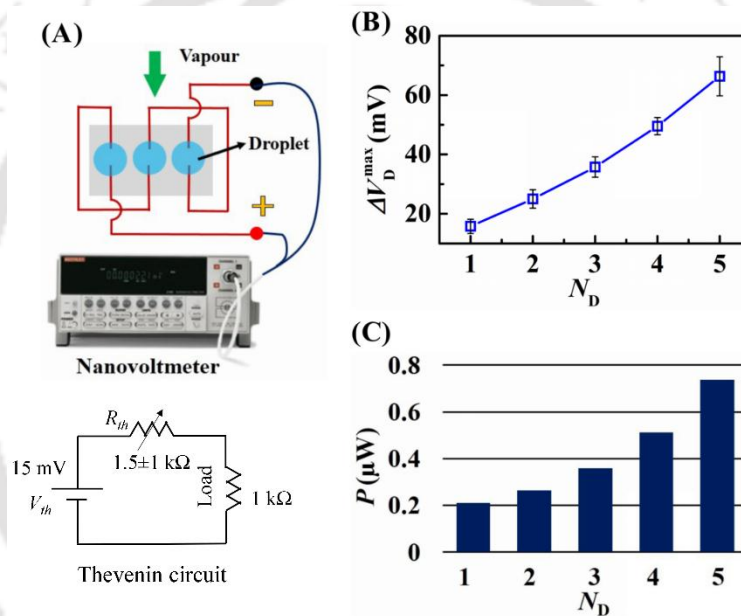 (A)
Vapour
−
Droplet
+
Nanovoltmeter
R_th
1.5±1 kΩ
15 mV
V_th
Load
1 kΩ
Thevenin circuit
(B)
80
60
40
20
ΔV_D^max (mV)
1 2 3 4 5
N_D
(C)
0.8
0.6
0.4
0.2
0
P (μW)
1 2 3 4 5
N_D